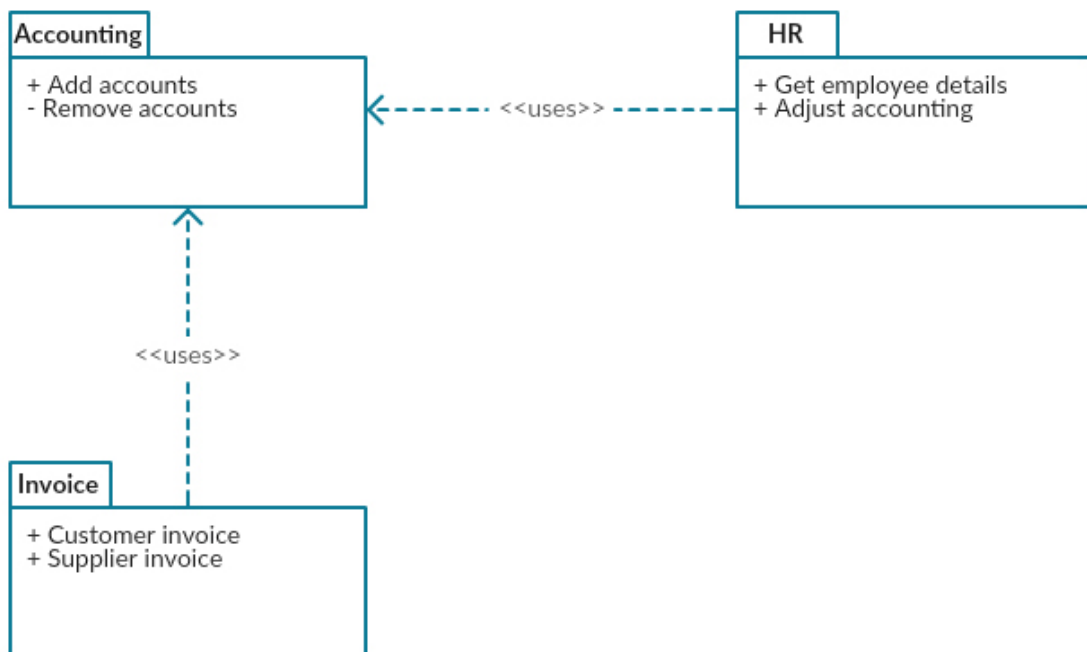 Accounting
+ Add accounts
- Remove accounts
<<uses>>
HR
+ Get employee details
+ Adjust accounting
<<uses>>
Invoice
+ Customer invoice
+ Supplier invoice